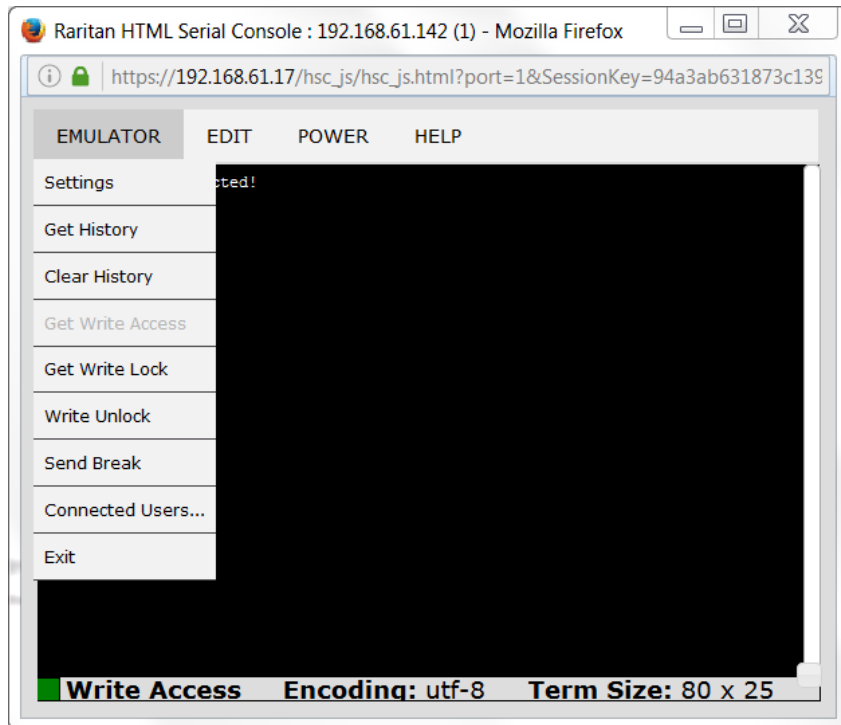 Raritan HTML Serial Console : 192.168.61.142 (1) - Mozilla Firefox
https://192.168.61.17/hsc_js/hsc_js.html?port=1&SessionKey=94a3ab631873c139
EMULATOR EDIT POWER HELP
Settings
cted!
Get History
Clear History
Get Write Access
Get Write Lock
Write Unlock
Send Break
Connected Users...
Exit
Write Access Encoding: utf-8 Term Size: 80 x 25